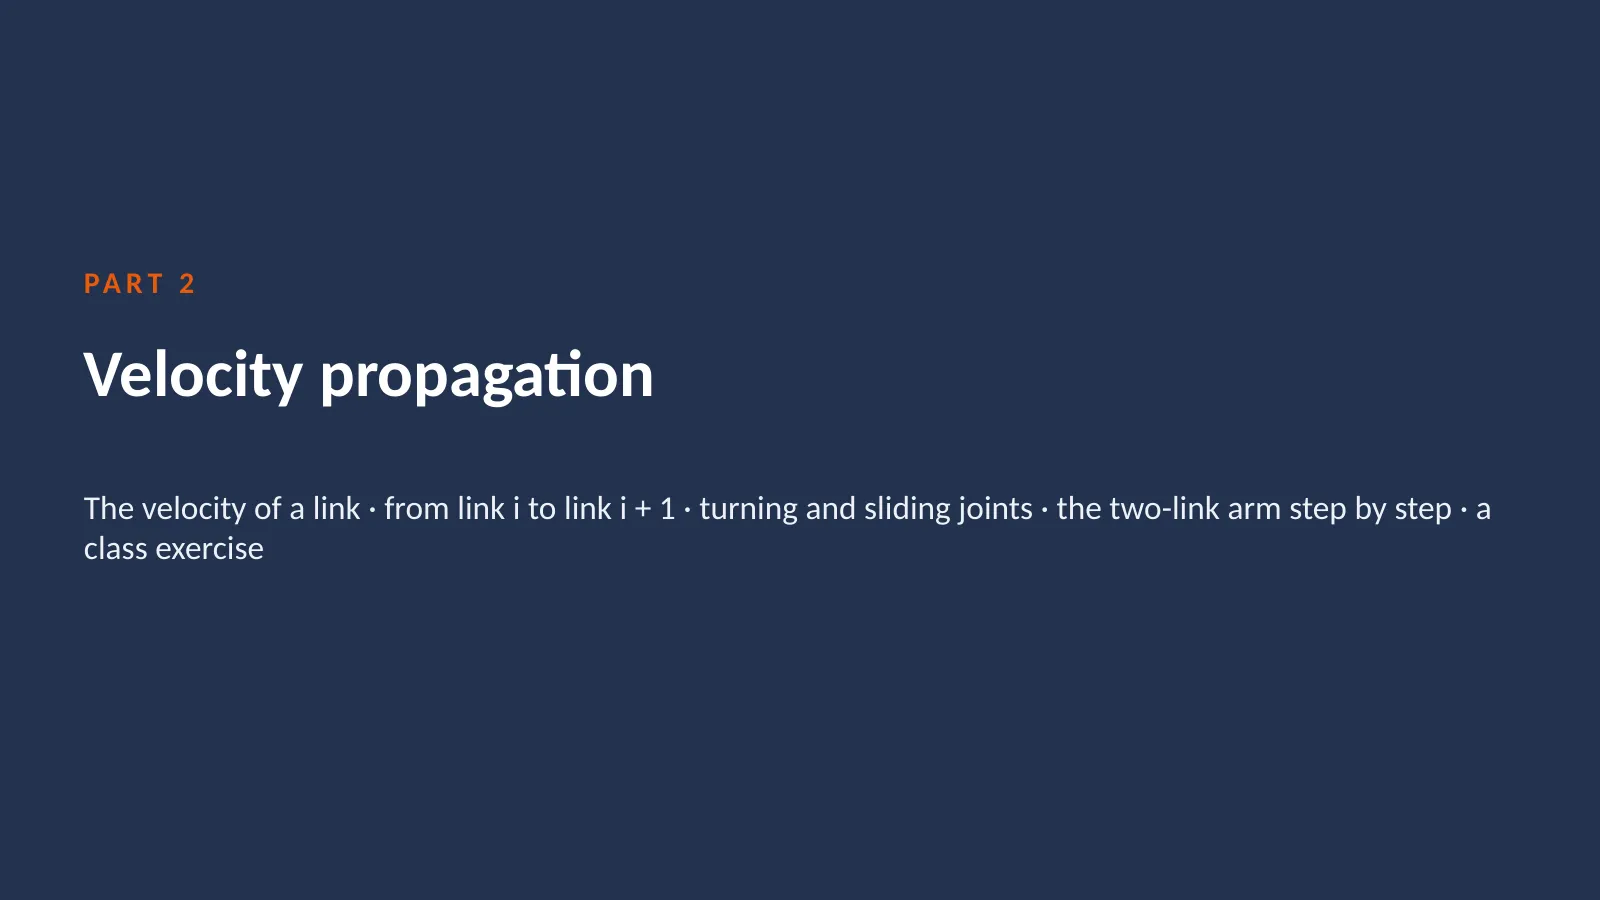 PART 2
Velocity propagation
The velocity of a link · from link i to link i + 1 · turning and sliding joints · the two-link arm step by step · a
class exercise